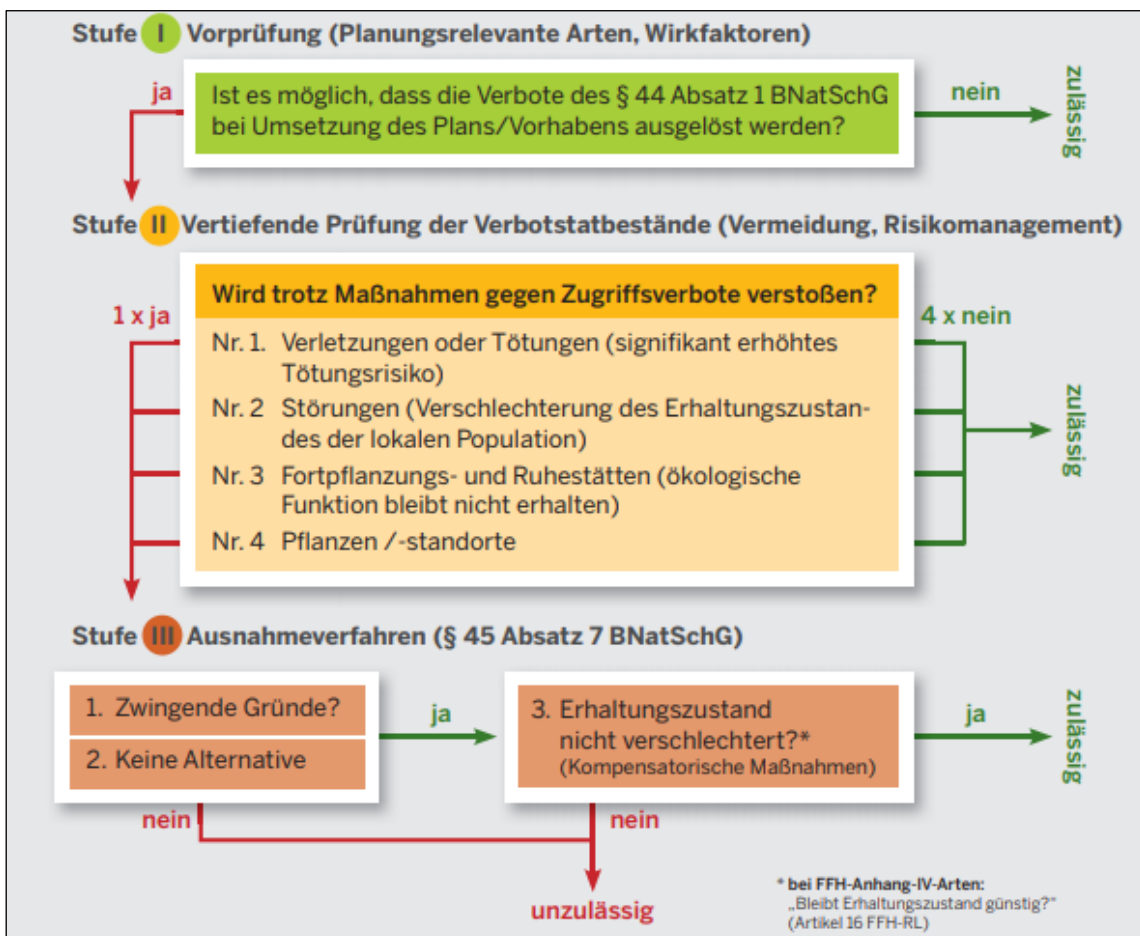 Stufe I Vorprüfung (Planungsrelevante Arten, Wirkfaktoren)
ja
Ist es möglich, dass die Verbote des § 44 Absatz 1 BNatSchG
bei Umsetzung des Plans/Vorhabens ausgelöst werden?
nein
zulässig
Stufe II Vertiefende Prüfung der Verbotstatbestände (Vermeidung, Risikomanagement)
Wird trotz Maßnahmen gegen Zugriffsverbote verstoßen?
1 x ja
4 x nein
Nr. 1. Verletzungen oder Tötungen (signifikant erhöhtes
Tötungsrisiko)
Nr. 2 Störungen (Verschlechterung des Erhaltungszustan-
des der lokalen Population)
Nr. 3 Fortpflanzungs- und Ruhestätten (ökologische
Funktion bleibt nicht erhalten)
Nr. 4 Pflanzen /-standorte
zulässig
Stufe III Ausnahmeverfahren (§ 45 Absatz 7 BNatSchG)
1. Zwingende Gründe?
2. Keine Alternative
ja
3. Erhaltungszustand
nicht verschlechtert?*
(Kompensatorische Maßnahmen)
ja
zulässig
nein
nein
unzulässig
* bei FFH-Anhang-IV-Arten:
„Bleibt Erhaltungszustand günstig?"
(Artikel 16 FFH-RL)